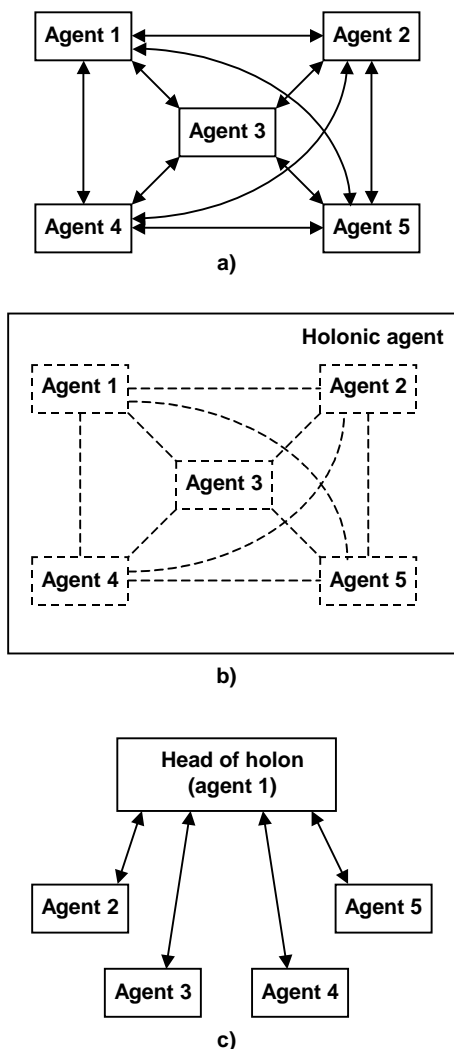 Agent 1
Agent 2
Agent 3
Agent 4
Agent 5
a)
Holonic agent
Agent 1
Agent 2
Agent 3
Agent 4
Agent 5
b)
Head of holon
(agent 1)
Agent 2
Agent 5
Agent 3
Agent 4
c)